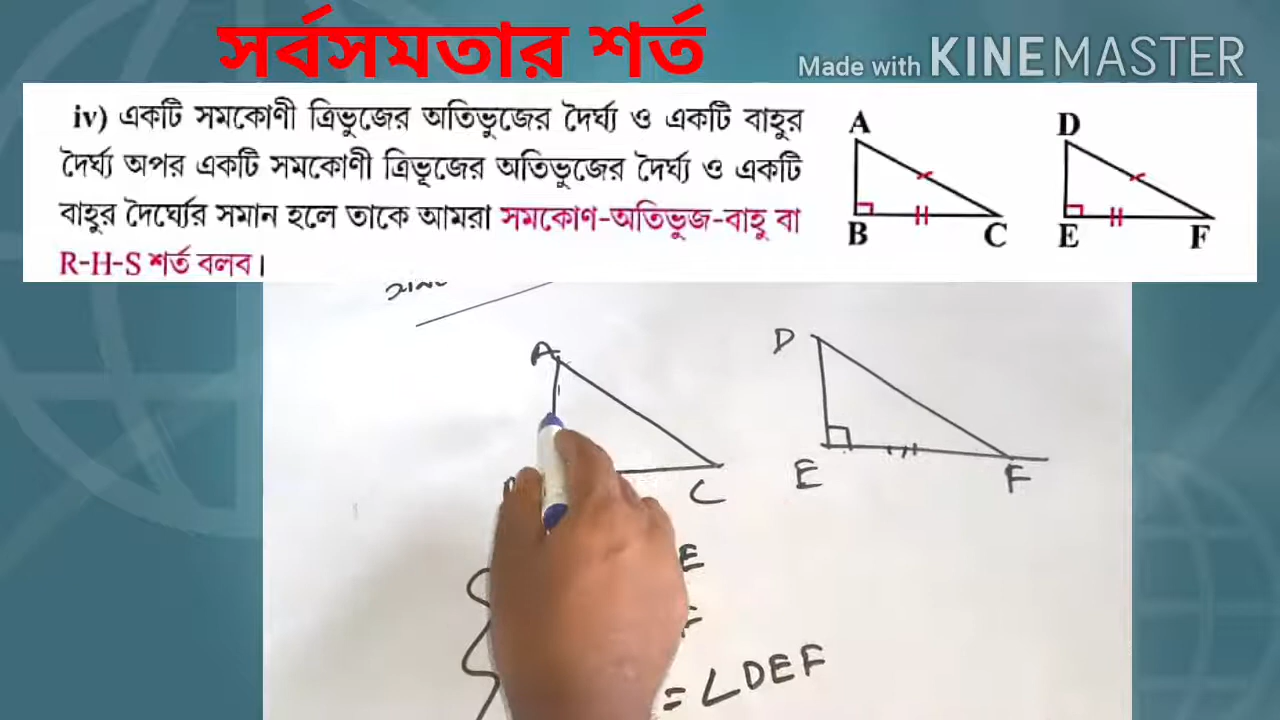 সর্বসমতার শর্ত
Made with KINEMASTER
iv) একটি সমকোণী ত্রিভুজের অতিভুজের দৈর্ঘ্য ও একটি বাহুর
দৈর্ঘ্য অপর একটি সমকোণী ত্রিভূজের অতিভুজের দৈর্ঘ্য ও একটি
বাহুর দৈর্ঘ্যের সমান হলে তাকে আমরা সমকোণ-অতিভুজ-বাহু বা
R-H-S শর্ত বলব।
A
D
B
C
E
F
A
D
C
E
F
E
= ∠DEF